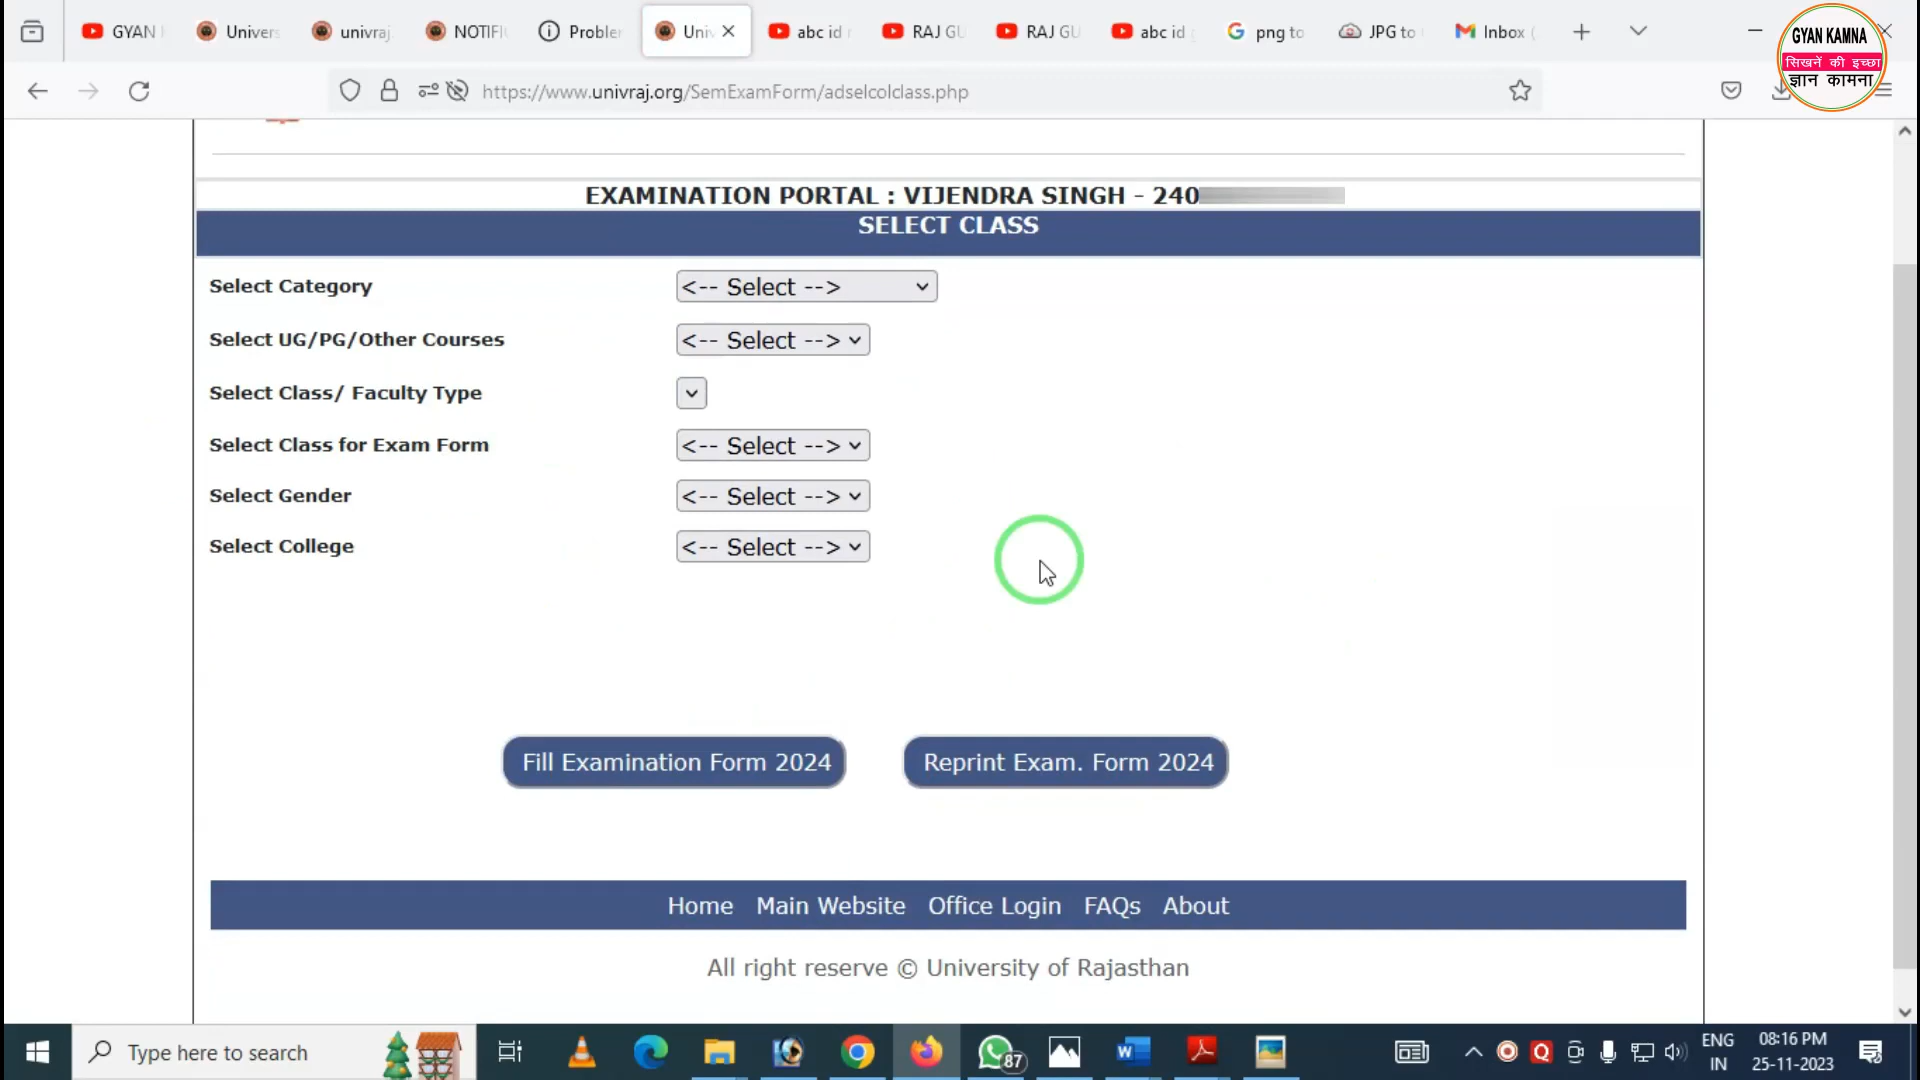 GYAN
Univers
univraj
NOTIFI
Probler
Univ
abc id
RAJ GU
RAJ GU
abc id
png to
JPG to
Inbox (
GYAN KAMNA
सिखनें की इच्छा
ज्ञान कामना
https://www.univraj.org/SemExamForm/adselcolclass.php
EXAMINATION PORTAL : VIJENDRA SINGH - 240
SELECT CLASS
Select Category <-- Select -->
Select UG/PG/Other Courses <-- Select -->
Select Class/ Faculty Type
Select Class for Exam Form <-- Select -->
Select Gender <-- Select -->
Select College <-- Select -->
Fill Examination Form 2024
Reprint Exam. Form 2024
Home Main Website Office Login FAQs About
All right reserve © University of Rajasthan
Type here to search
87
ENG
IN
08:16 PM
25-11-2023